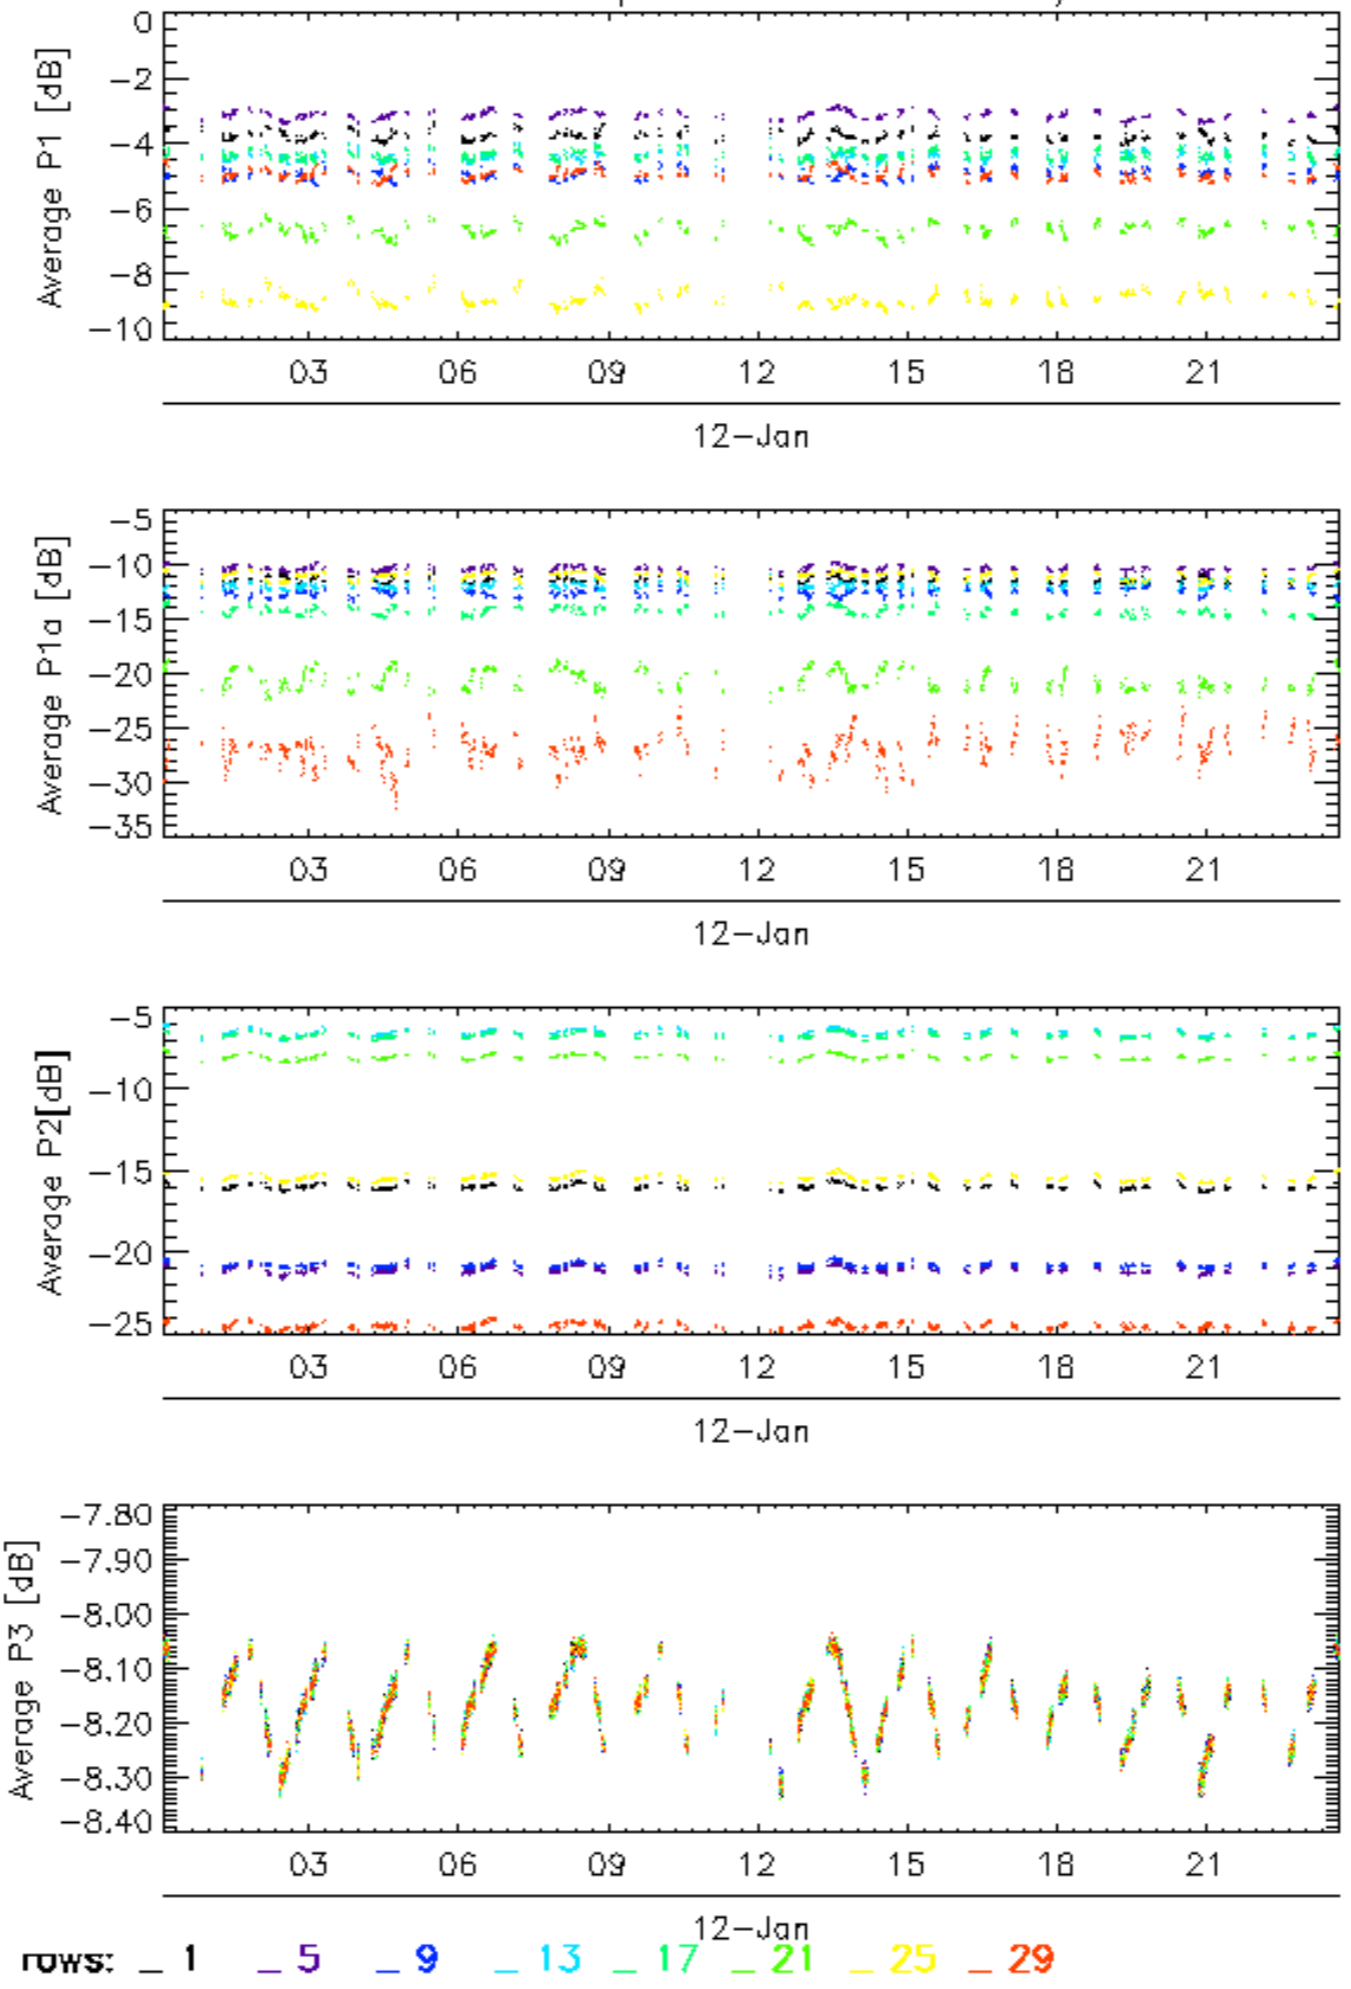 Average P1 [dB]
0
−2
−4
−6
−8
−10
03 06 09 12 15 18 21
12−Jan
Average P1a [dB]
−5
−10
−15
−20
−25
−30
−35
03 06 09 12 15 18 21
12−Jan
Average P2[dB]
−5
−10
−15
−20
−25
03 06 09 12 15 18 21
12−Jan
Average P3 [dB]
−7.80
−7.90
−8.00
−8.10
−8.20
−8.30
−8.40
03 06 09 12 15 18 21
12−Jan
rows: _ 1 _ 5 _ 9 _ 13 _ 17 _ 21 _ 25 _ 29